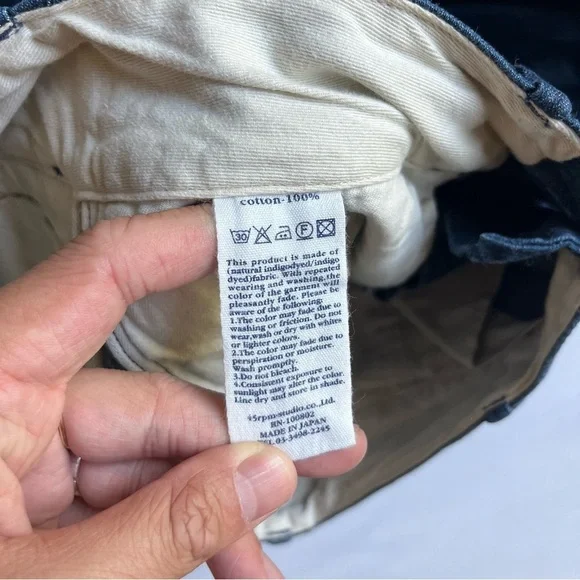 cotton-100%
30
F
This product is made of
(natural indigodyed/indigo
dyed)fabric. With repeated
wearing and washing.the
color of the garment will
pleasantly fade. Please be
aware of the following:
1.The color may fade due to
washing or friction. Do not
wear,wash or dry with whites
or lighter colors.
2.The color may fade due to
perspiration or moisture.
Wash promptly.
3.Do not bleach.
4.Consistent exposure to
sunlight may alter the color.
Line dry and store in shade.
45rpm-studio co.,Ltd.
RN-100802
MADE IN JAPAN
TEL.03-3498-2245